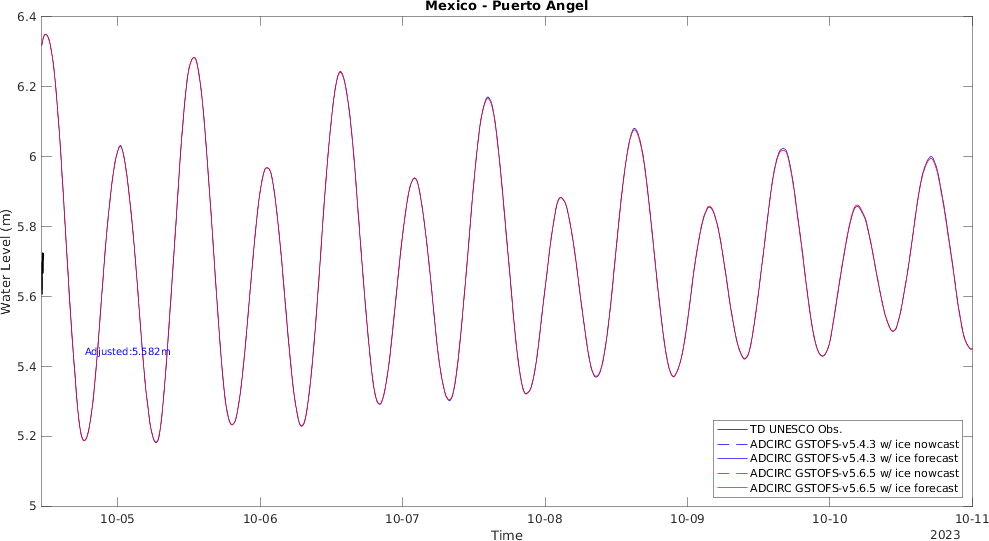 Mexico - Puerto Angel
6.4
6.2
6
5.8
5.6
5.4
5.2
5
Water Level (m)
Adjusted:5.582m
TD UNESCO Obs.
ADCIRC GSTOFS-v5.4.3 w/ ice nowcast
ADCIRC GSTOFS-v5.4.3 w/ ice forecast
ADCIRC GSTOFS-v5.6.5 w/ ice nowcast
ADCIRC GSTOFS-v5.6.5 w/ ice forecast
10-05 10-06 10-07 10-08 10-09 10-10 10-11
Time
2023